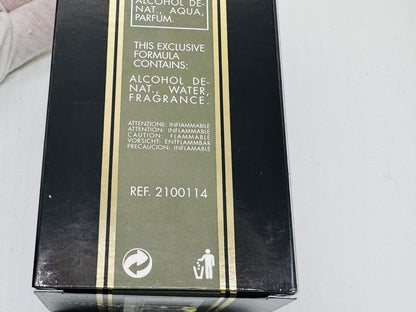 ALCOHOL DE-
NAT., AQUA,
PARFUM.
THIS EXCLUSIVE
FORMULA
CONTAINS:
ALCOHOL DE-
NAT., WATER,
FRAGRANCE.
ATTENZIONE: INFIAMMABILE
ATTENTION: INFLAMMABLE
CAUTION: FLAMMABLE
VORSICHT: ENTFLAMMBAR
PRECAUCION: INFLAMABLE
REF. 2100114